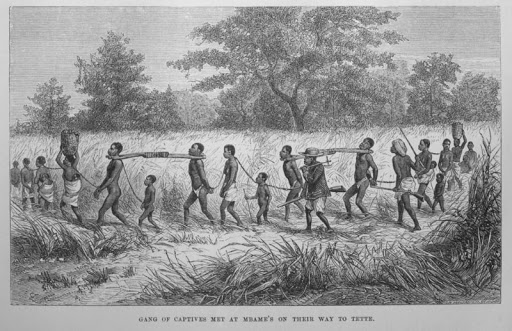 GANG OF CAPTIVES MET AT MBAME'S ON THEIR WAY TO TETTE.